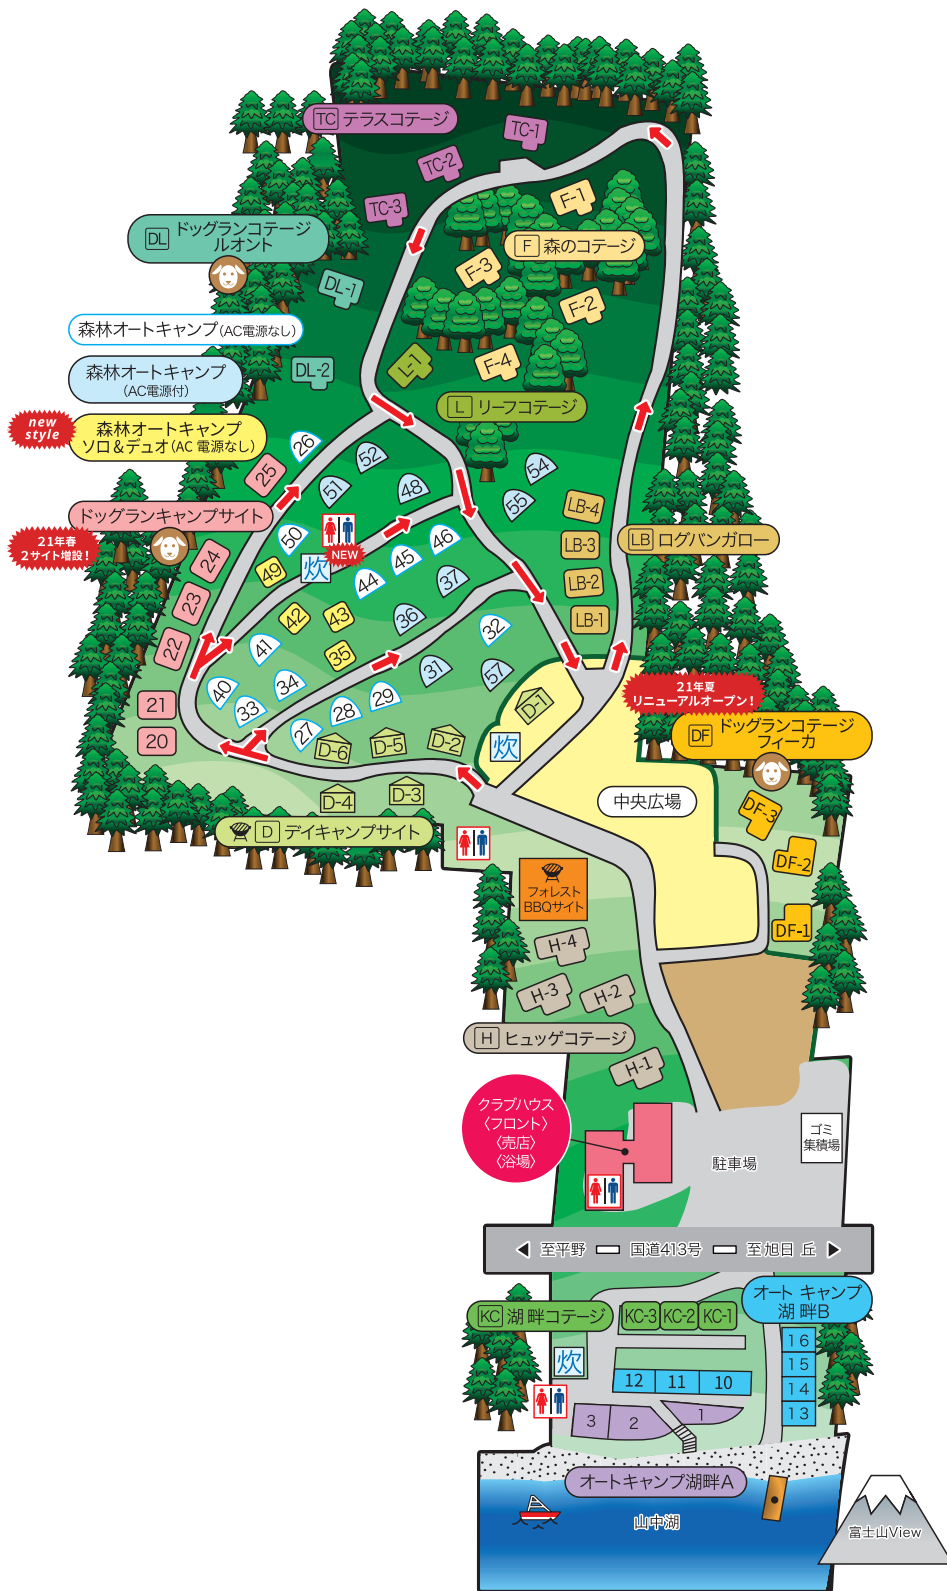 TC テラスコテージ
TC-1
TC-2
TC-3
DL ドッグランコテージ
ルオント
F-1
F 森のコテージ
F-3
DL-1
F-2
森林オートキャンプ(AC電源なし)
L-1
F-4
DL-2
森林オートキャンプ
(AC電源付)
L リーフコテージ
new
style
森林オートキャンプ
ソロ&デュオ(AC 電源なし)
26
52
25
51
48
54
55
LB-4
ドッグランキャンプサイト
21年春
2サイト増設!
50
NEW
46
LB-3
LB ログバンガロー
24
49
炊
44
45
37
LB-2
23
42
43
36
LB-1
22
41
35
32
40
34
31
57
21年夏
リニューアルオープン!
21
33
29
28
27
D-1
DF ドッグランコテージ
フィーカ
20
D-6
D-5
D-2
炊
D-4
D-3
中央広場
DF-3
D デイキャンプサイト
DF-2
フォレスト
BBQサイト
DF-1
H-4
H-3
H-2
H ヒュッゲコテージ
H-1
クラブハウス
〈フロント〉
〈売店〉
〈浴場〉
ゴミ
集積場
駐車場
至平野
国道413号
至旭日 丘
KC 湖畔コテージ
KC-3
KC-2
KC-1
オート キャンプ
湖 畔B
炊
16
15
14
13
12
11
10
3
2
1
オートキャンプ湖畔A
山中湖
富士山View